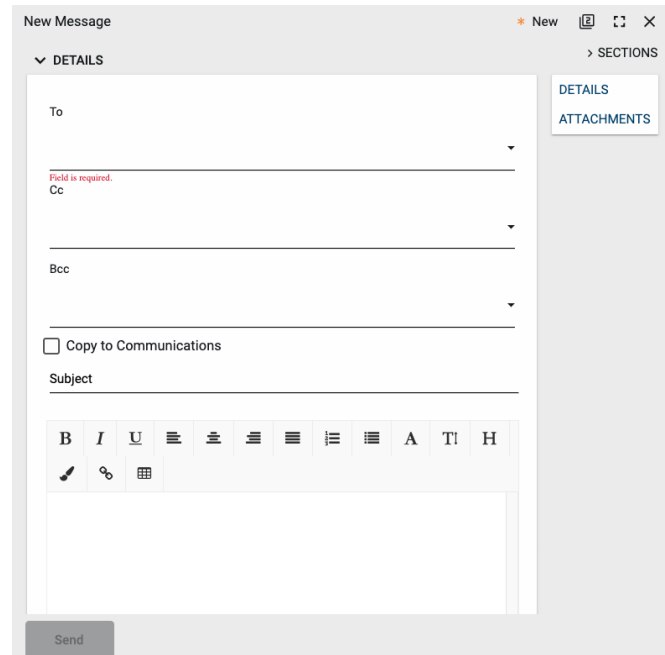 New Message
* New
> SECTIONS
DETAILS
DETAILS
ATTACHMENTS
To
Field is required.
Cc
Bcc
Copy to Communications
Subject
B I U A TI H
Send